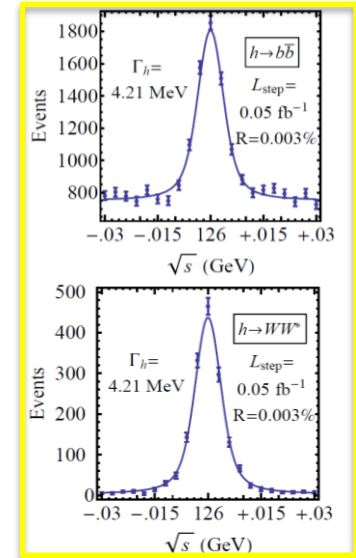 1800
1600
1400
1200
1000
800
Events
Γh=
4.21 MeV
h→bb̅
Lstep=
0.05 fb⁻¹
R=0.003%
−.03 −.015 126 +.015 +.03
√s (GeV)
500
400
300
200
100
0
Events
Γh=
4.21 MeV
h→WW*
Lstep=
0.05 fb⁻¹
R=0.003%
−.03 −.015 126 +.015 +.03
√s (GeV)